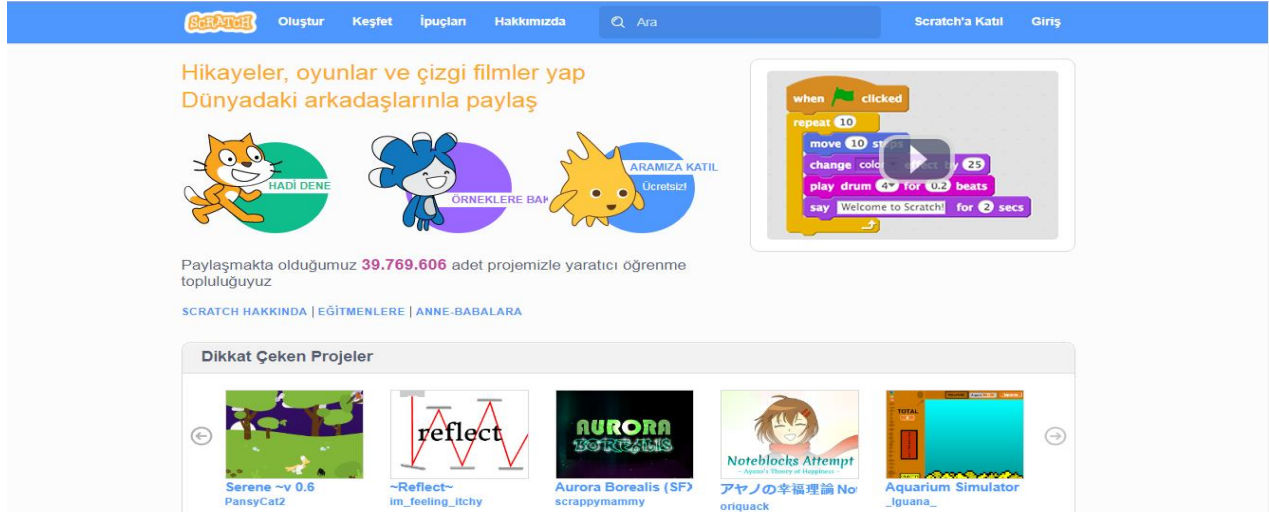 SCRATCH Oluştur Keşfet İpuçları Hakkımızda Ara Scratch'a Katıl Giriş
Hikayeler, oyunlar ve çizgi filmler yap
Dünyadaki arkadaşlarınla paylaş
HADİ DENE
ÖRNEKLERE BAK
ARAMIZA KATIL
Ücretsiz!
when clicked
repeat 10
move 10 steps
change color effect by 25
play drum 4 for 0.2 beats
say Welcome to Scratch! for 2 secs
Paylaşmakta olduğumuz 39.769.606 adet projemizle yaratıcı öğrenme
topluluğuyuz
SCRATCH HAKKINDA | EĞİTMENLERE | ANNE-BABALARA
Dikkat Çeken Projeler
reflect
AURORA
BOREALIS
Noteblocks Attempt
- Ayano's Theory of Happiness -
TOTAL
Serene ~v 0.6 ~Reflect~ Aurora Borealis (SFX アヤノの幸福理論 No Aquarium Simulator
PansyCat2 im_feeling_itchy scrappymammy oriquack _Iguana_